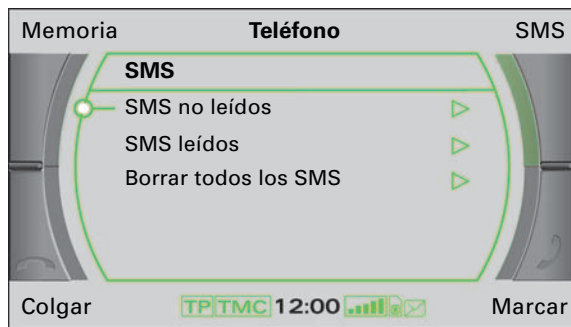 Memoria Teléfono SMS
SMS
SMS no leídos
SMS leídos
Borrar todos los SMS
Colgar TP TMC 12:00 Marcar